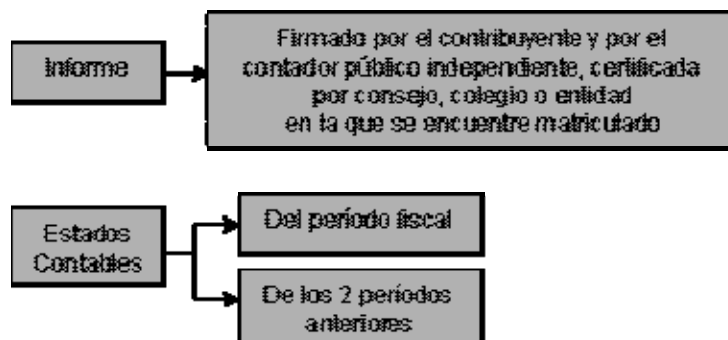 Informe
Firmado por el contribuyente y por el
contador público independiente, certificada
por consejo, colegio o entidad
en la que se encuentre matriculado
Estados
Contables
Del período fiscal
De los 2 períodos
anteriores